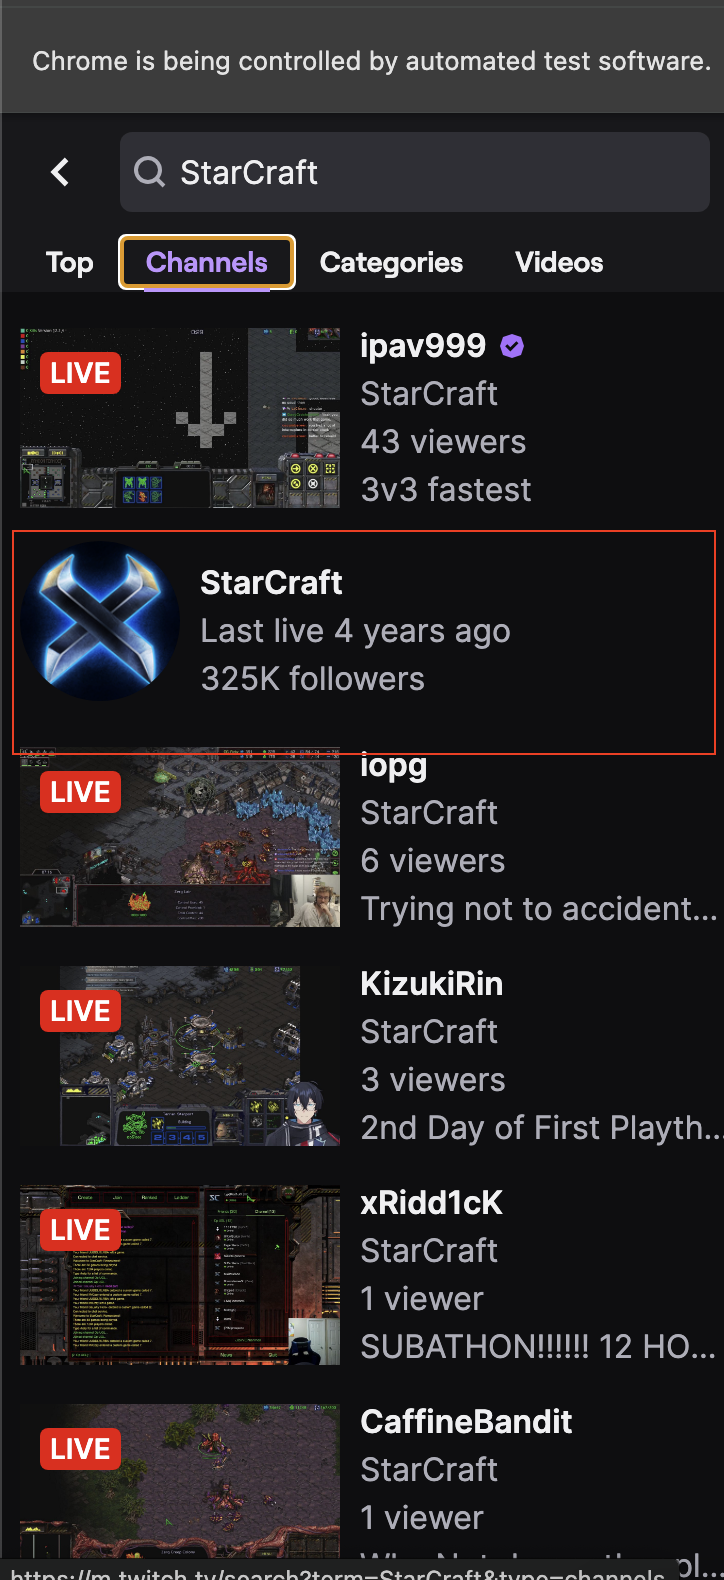 Chrome is being controlled by automated test software.
StarCraft
Top
Channels
Categories
Videos
LIVE
ipav999
StarCraft
43 viewers
3v3 fastest
StarCraft
Last live 4 years ago
325K followers
LIVE
iopg
StarCraft
6 viewers
Trying not to accident...
LIVE
KizukiRin
StarCraft
3 viewers
2nd Day of First Playth...
LIVE
xRidd1cK
StarCraft
1 viewer
SUBATHON!!!!!! 12 HO...
LIVE
CaffineBandit
StarCraft
1 viewer
https://m.twitch.tv/search?term=StarCraft&type=channels